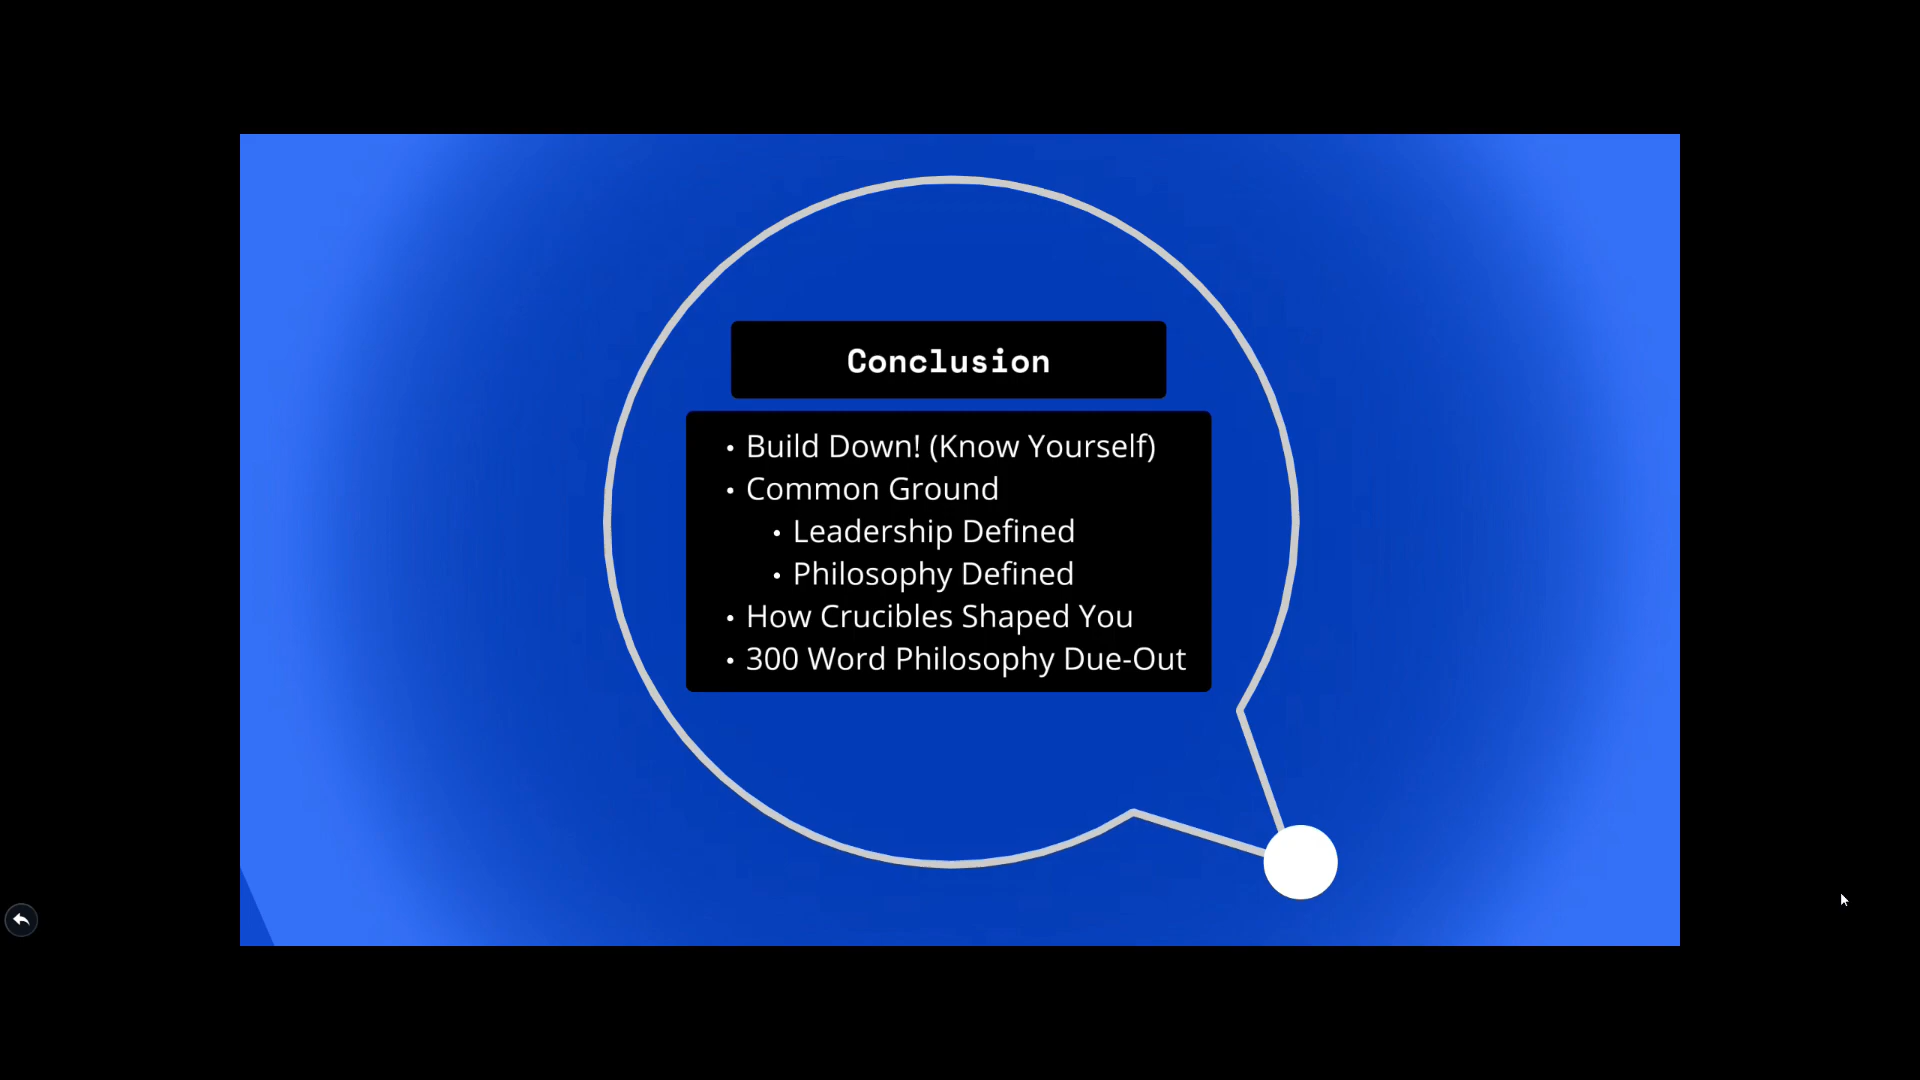 Conclusion
• Build Down! (Know Yourself)
• Common Ground
• Leadership Defined
• Philosophy Defined
• How Crucibles Shaped You
• 300 Word Philosophy Due-Out